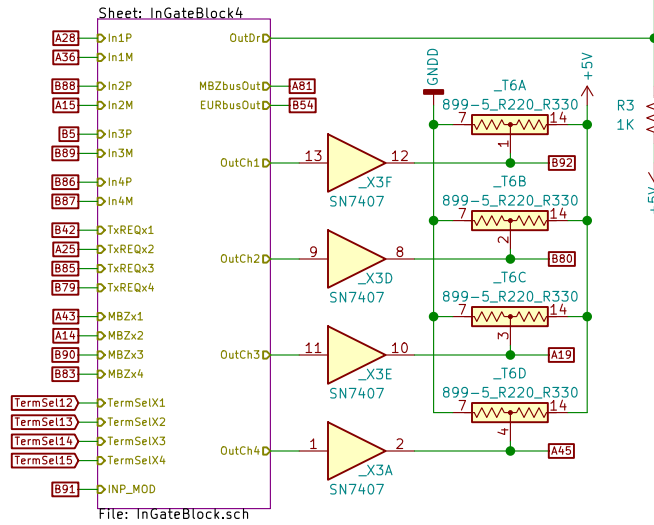 Sheet: InGateBlock4
A28 In1P OutDr
A36 In1M
B88 In2P MBZbusOut A81
A15 In2M EURbusOut B54
B5 In3P
B89 In3M OutCh1 13 12 B92
B86 In4P _X3F
B87 In4M SN7407
B42 TxREQx1
A25 TxREQx2 OutCh2 9 8 B80
B85 TxREQx3 _X3D
B79 TxREQx4 SN7407
A43 MBZx1
A14 MBZx2
B90 MBZx3 OutCh3 11 10 A19
B83 MBZx4 _X3E
SN7407
TermSel12 TermSelX1
TermSel13 TermSelX2
TermSel14 TermSelX3
TermSel15 TermSelX4 OutCh4 1 2 A45
B91 INP_MOD _X3A
SN7407
File: InGateBlock.sch
GNDD
+5V
_T6A
899-5_R220_R330
7 14
1
_T6B
899-5_R220_R330
7 14
2
_T6C
899-5_R220_R330
7 14
3
_T6D
899-5_R220_R330
7 14
4
R3
1K
+5V